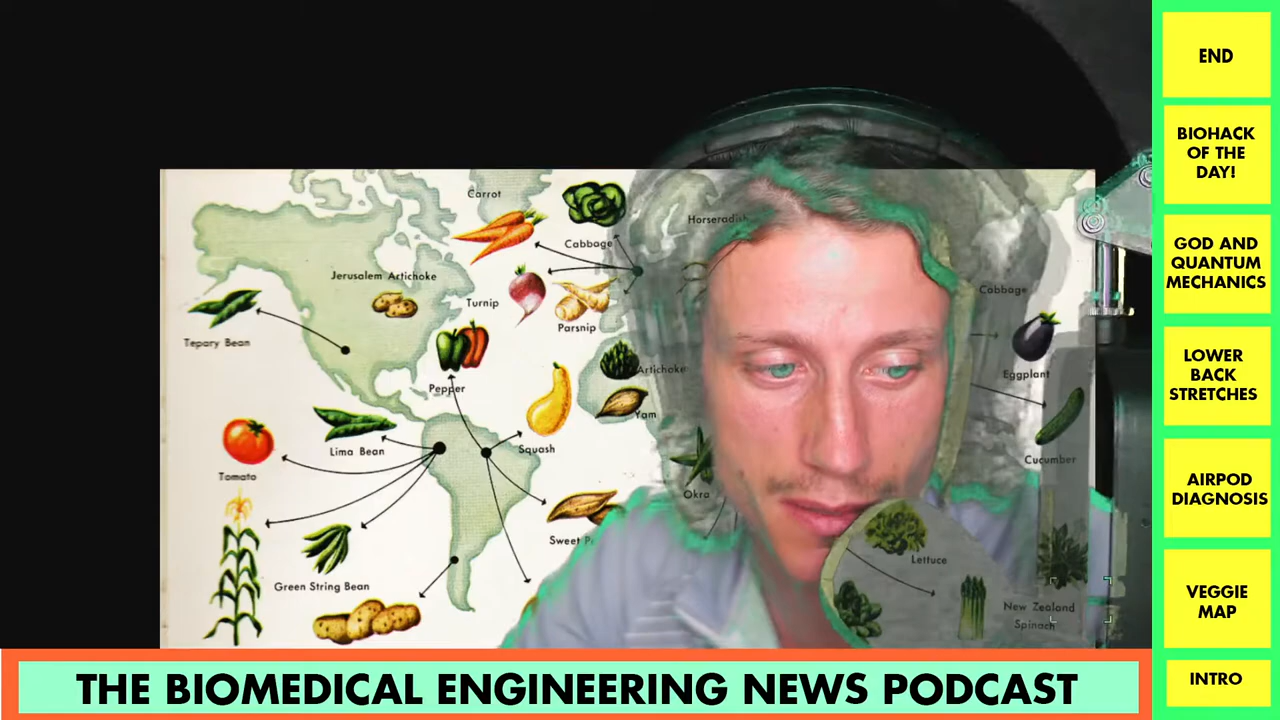 Carrot
Horseradish
Cabbage
Jerusalem Artichoke
Cabbage
Turnip
Parsnip
Tepary Bean
Artichoke
Eggplant
Pepper
Yam
Lima Bean
Squash
Cucumber
Tomato
Okra
Sweet P
Lettuce
Green String Bean
New Zealand
Spinach
THE BIOMEDICAL ENGINEERING NEWS PODCAST
END
BIOHACK
OF THE
DAY!
GOD AND
QUANTUM
MECHANICS
LOWER
BACK
STRETCHES
AIRPOD
DIAGNOSIS
VEGGIE
MAP
INTRO